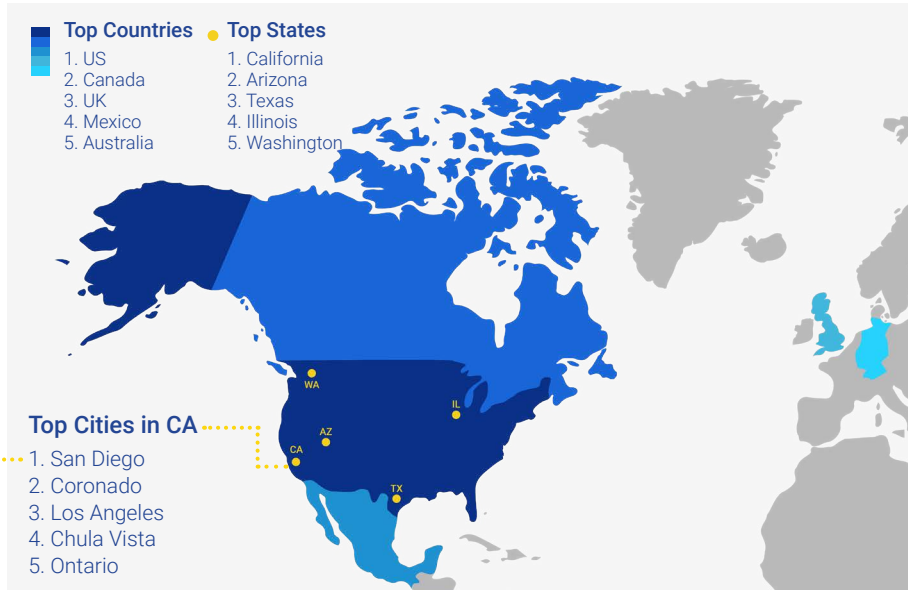 Top Countries
1. US
2. Canada
3. UK
4. Mexico
5. Australia
Top States
1. California
2. Arizona
3. Texas
4. Illinois
5. Washington
WA
IL
AZ
CA
TX
Top Cities in CA
1. San Diego
2. Coronado
3. Los Angeles
4. Chula Vista
5. Ontario